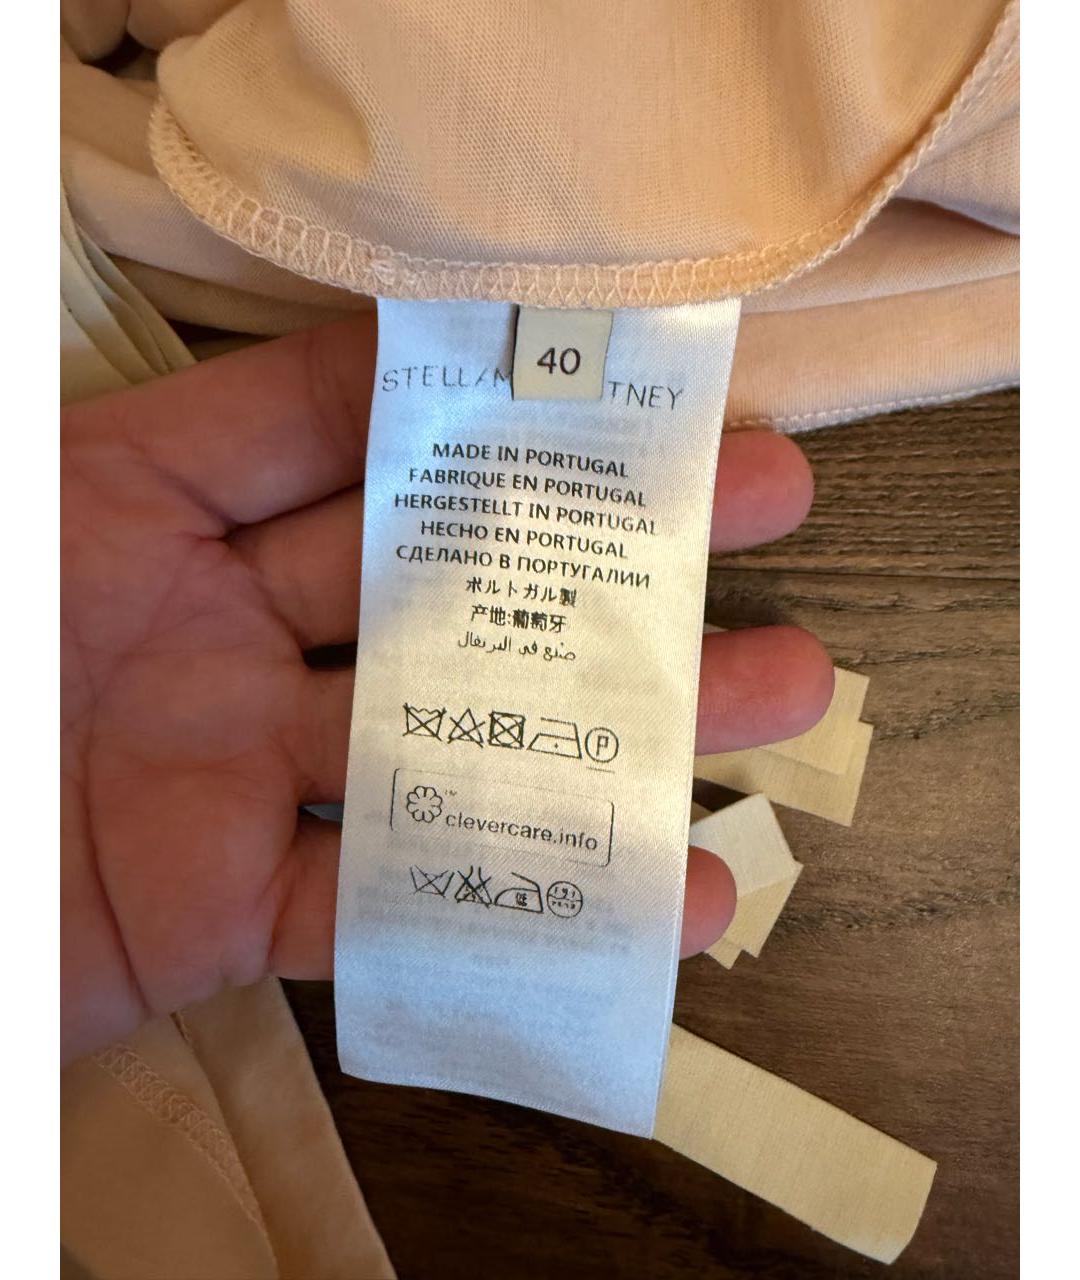 40
STELLA M TNEY
MADE IN PORTUGAL
FABRIQUE EN PORTUGAL
HERGESTELLT IN PORTUGAL
HECHO EN PORTUGAL
СДЕЛАНО В ПОРТУГАЛИИ
ポルトガル製
产地:葡萄牙
صنع في البرتغال
P
™
clevercare.info